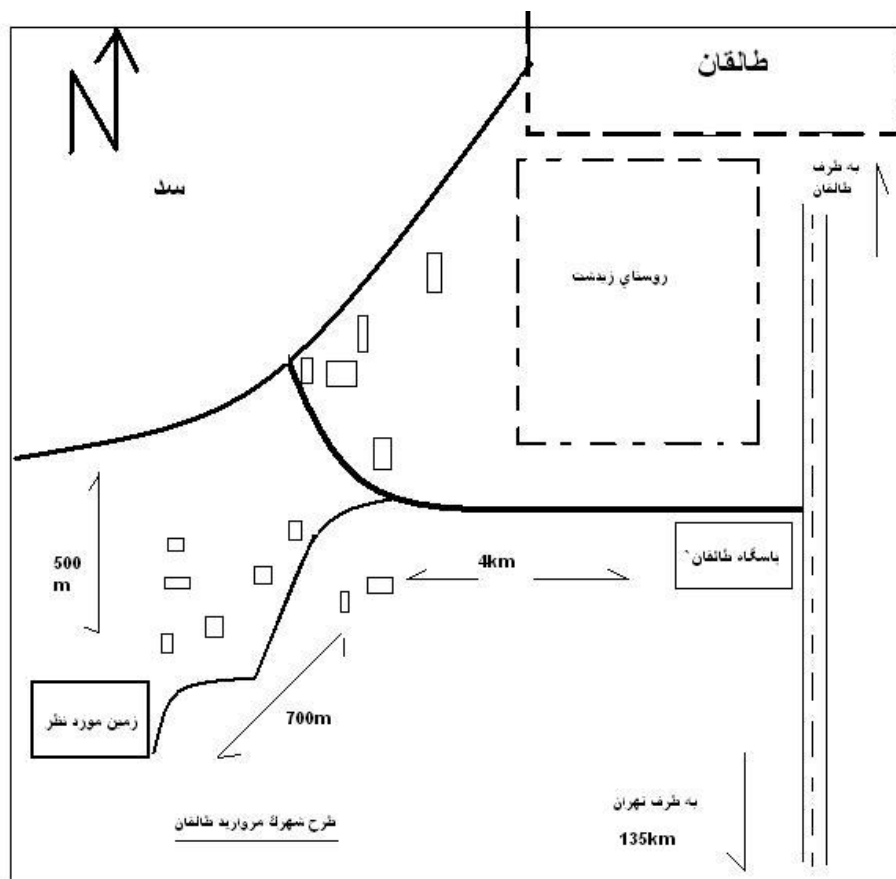 N
طالقان
سد
به طرف
طالقان
روستاي زيدشت
500
m
4km
پاسگاه طالقان
زمين مورد نظر
700m
به طرف تهران
135km
طرح شهرك مرواريد طالقان